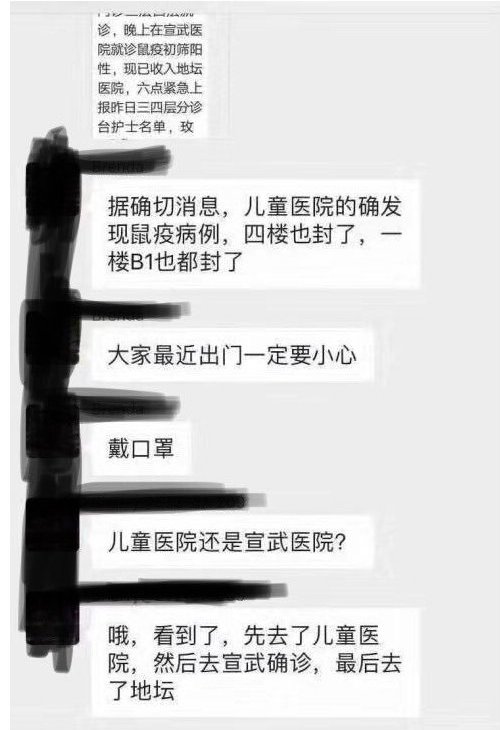 诊，晚上在宣武医
院就诊鼠疫初筛阳
性，现已收入地坛
医院，六点紧急上
报昨日三四层分诊
台护士名单，玫
据确切消息，儿童医院的确发
现鼠疫病例，四楼也封了，一
楼B1也都封了
大家最近出门一定要小心
戴口罩
儿童医院还是宣武医院？
哦，看到了，先去了儿童医
院，然后去宣武确诊，最后去
了地坛